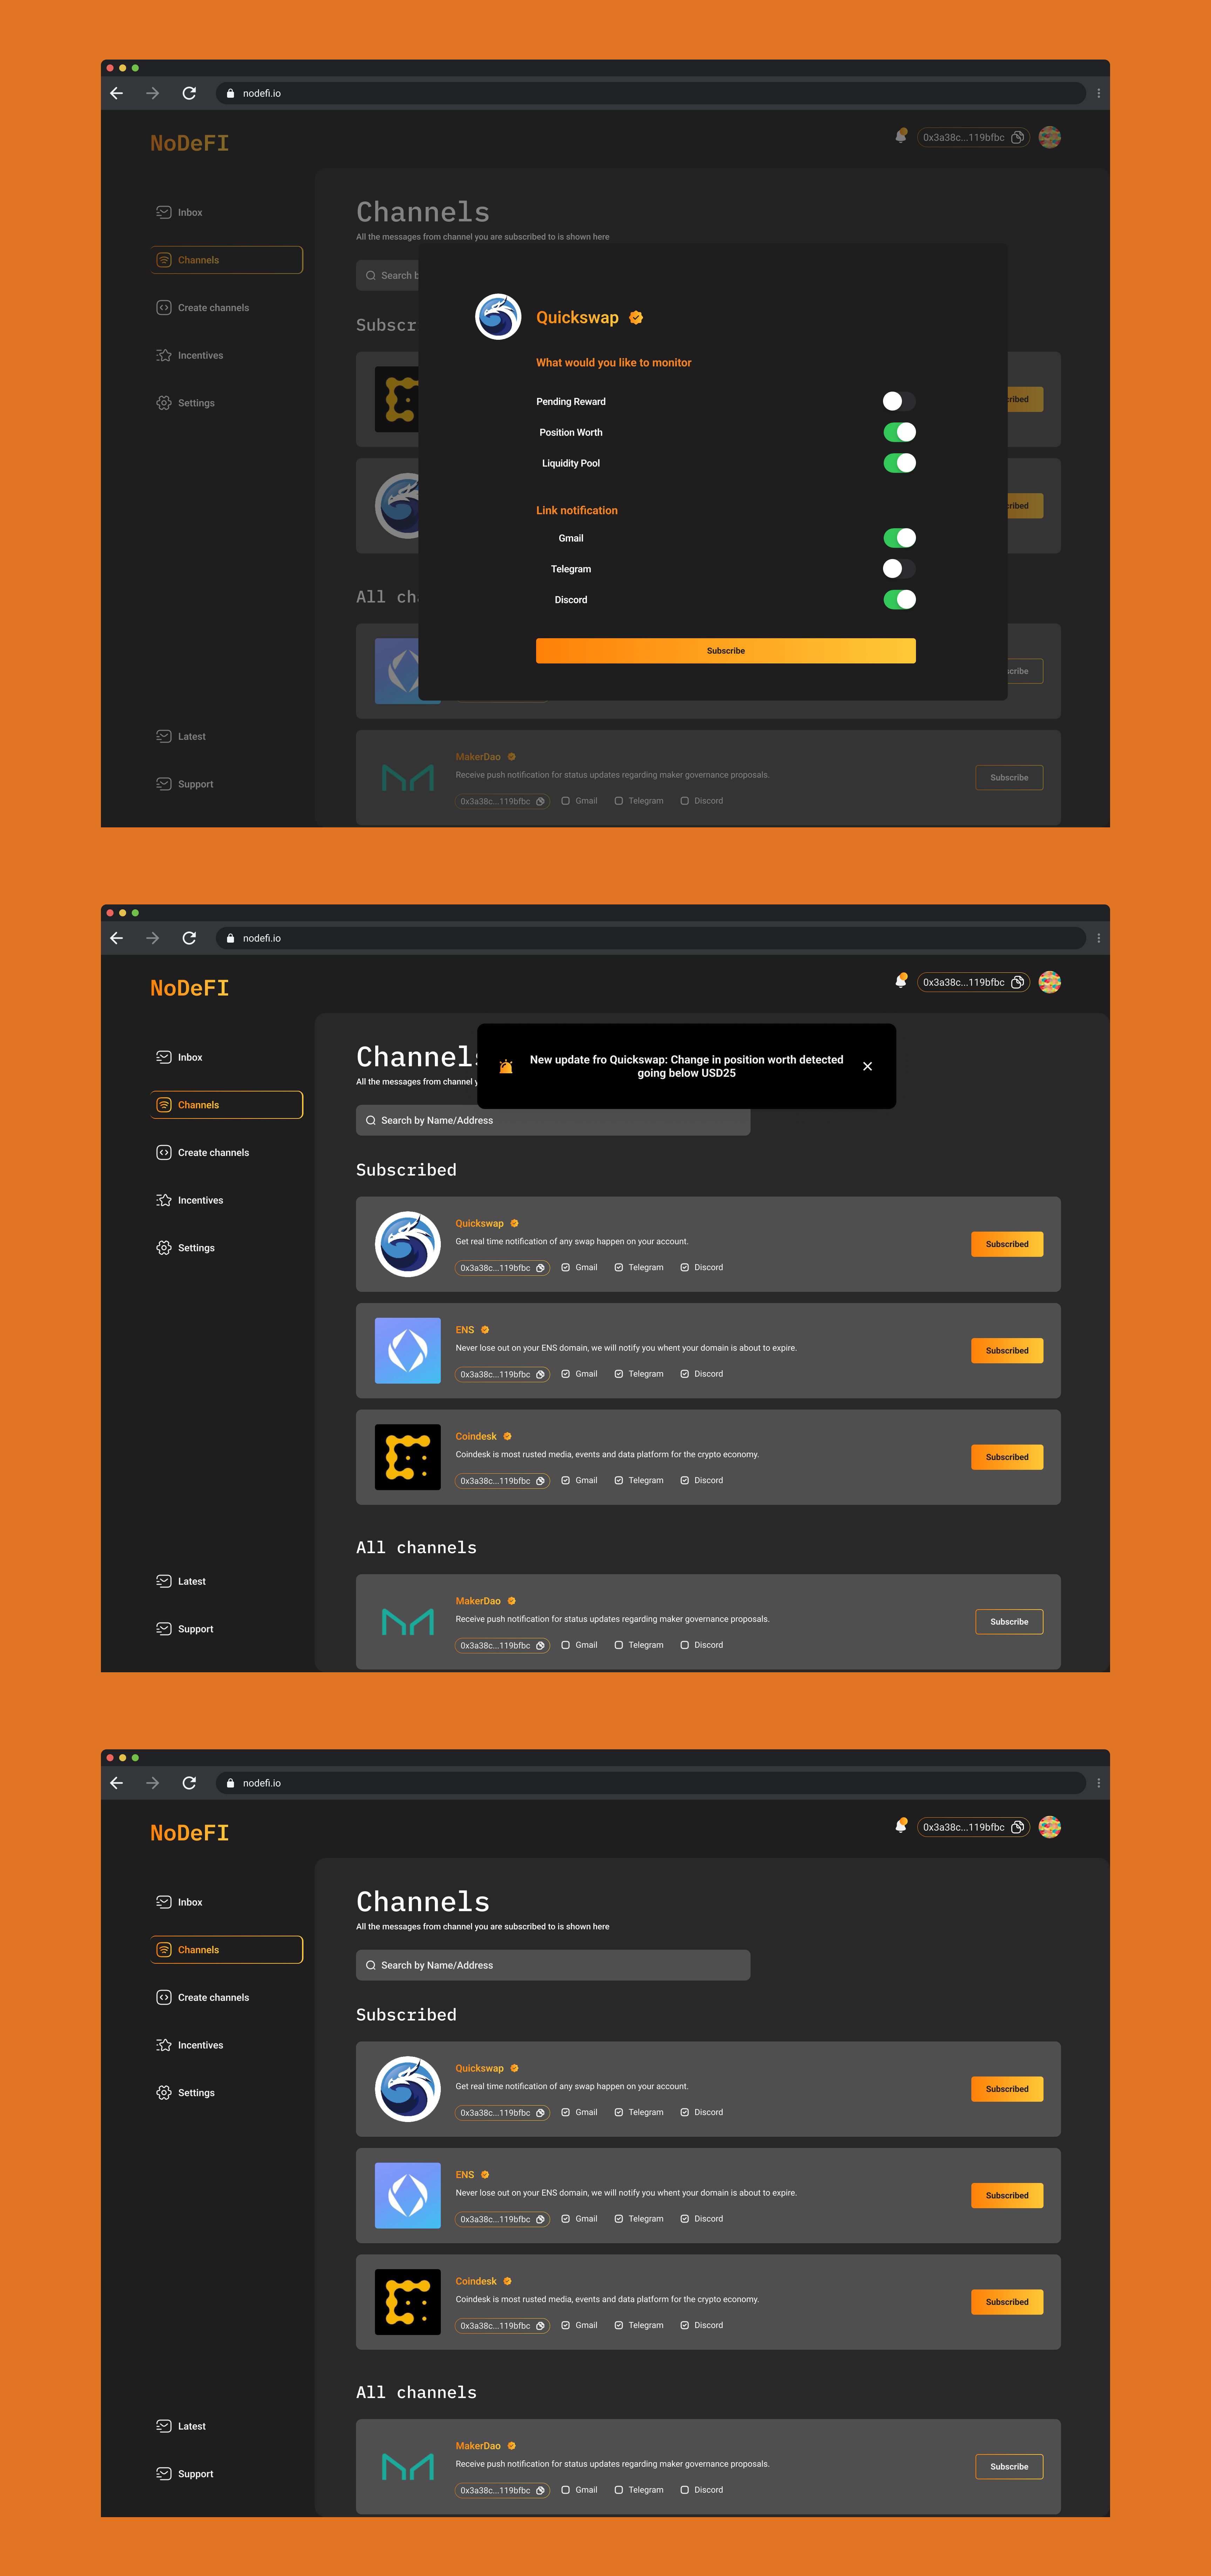 nodefi.io
NoDeFI
0x3a38c...119bfbc
Inbox
Channels
Create channels
Incentives
Settings
Latest
Support
Channels
All the messages from channel you are subscribed to is shown here
Search b
Subscr
Quickswap
What would you like to monitor
Pending Reward
Position Worth
Liquidity Pool
Link notification
Gmail
Telegram
Discord
Subscribe
ribed
ribed
All ch
cribe
MakerDao
Receive push notification for status updates regarding maker governance proposals.
0x3a38c...119bfbc Gmail Telegram Discord
Subscribe
nodefi.io
NoDeFI
0x3a38c...119bfbc
Inbox
Channels
Create channels
Incentives
Settings
Latest
Support
Channels
All the messages from channel y
New update fro Quickswap: Change in position worth detected
going below USD25
Search by Name/Address
Subscribed
Quickswap
Get real time notification of any swap happen on your account.
0x3a38c...119bfbc Gmail Telegram Discord
Subscribed
ENS
Never lose out on your ENS domain, we will notify you whent your domain is about to expire.
0x3a38c...119bfbc Gmail Telegram Discord
Subscribed
Coindesk
Coindesk is most rusted media, events and data platform for the crypto economy.
0x3a38c...119bfbc Gmail Telegram Discord
Subscribed
All channels
MakerDao
Receive push notification for status updates regarding maker governance proposals.
0x3a38c...119bfbc Gmail Telegram Discord
Subscribe
nodefi.io
NoDeFI
0x3a38c...119bfbc
Inbox
Channels
Create channels
Incentives
Settings
Latest
Support
Channels
All the messages from channel you are subscribed to is shown here
Search by Name/Address
Subscribed
Quickswap
Get real time notification of any swap happen on your account.
0x3a38c...119bfbc Gmail Telegram Discord
Subscribed
ENS
Never lose out on your ENS domain, we will notify you whent your domain is about to expire.
0x3a38c...119bfbc Gmail Telegram Discord
Subscribed
Coindesk
Coindesk is most rusted media, events and data platform for the crypto economy.
0x3a38c...119bfbc Gmail Telegram Discord
Subscribed
All channels
MakerDao
Receive push notification for status updates regarding maker governance proposals.
0x3a38c...119bfbc Gmail Telegram Discord
Subscribe